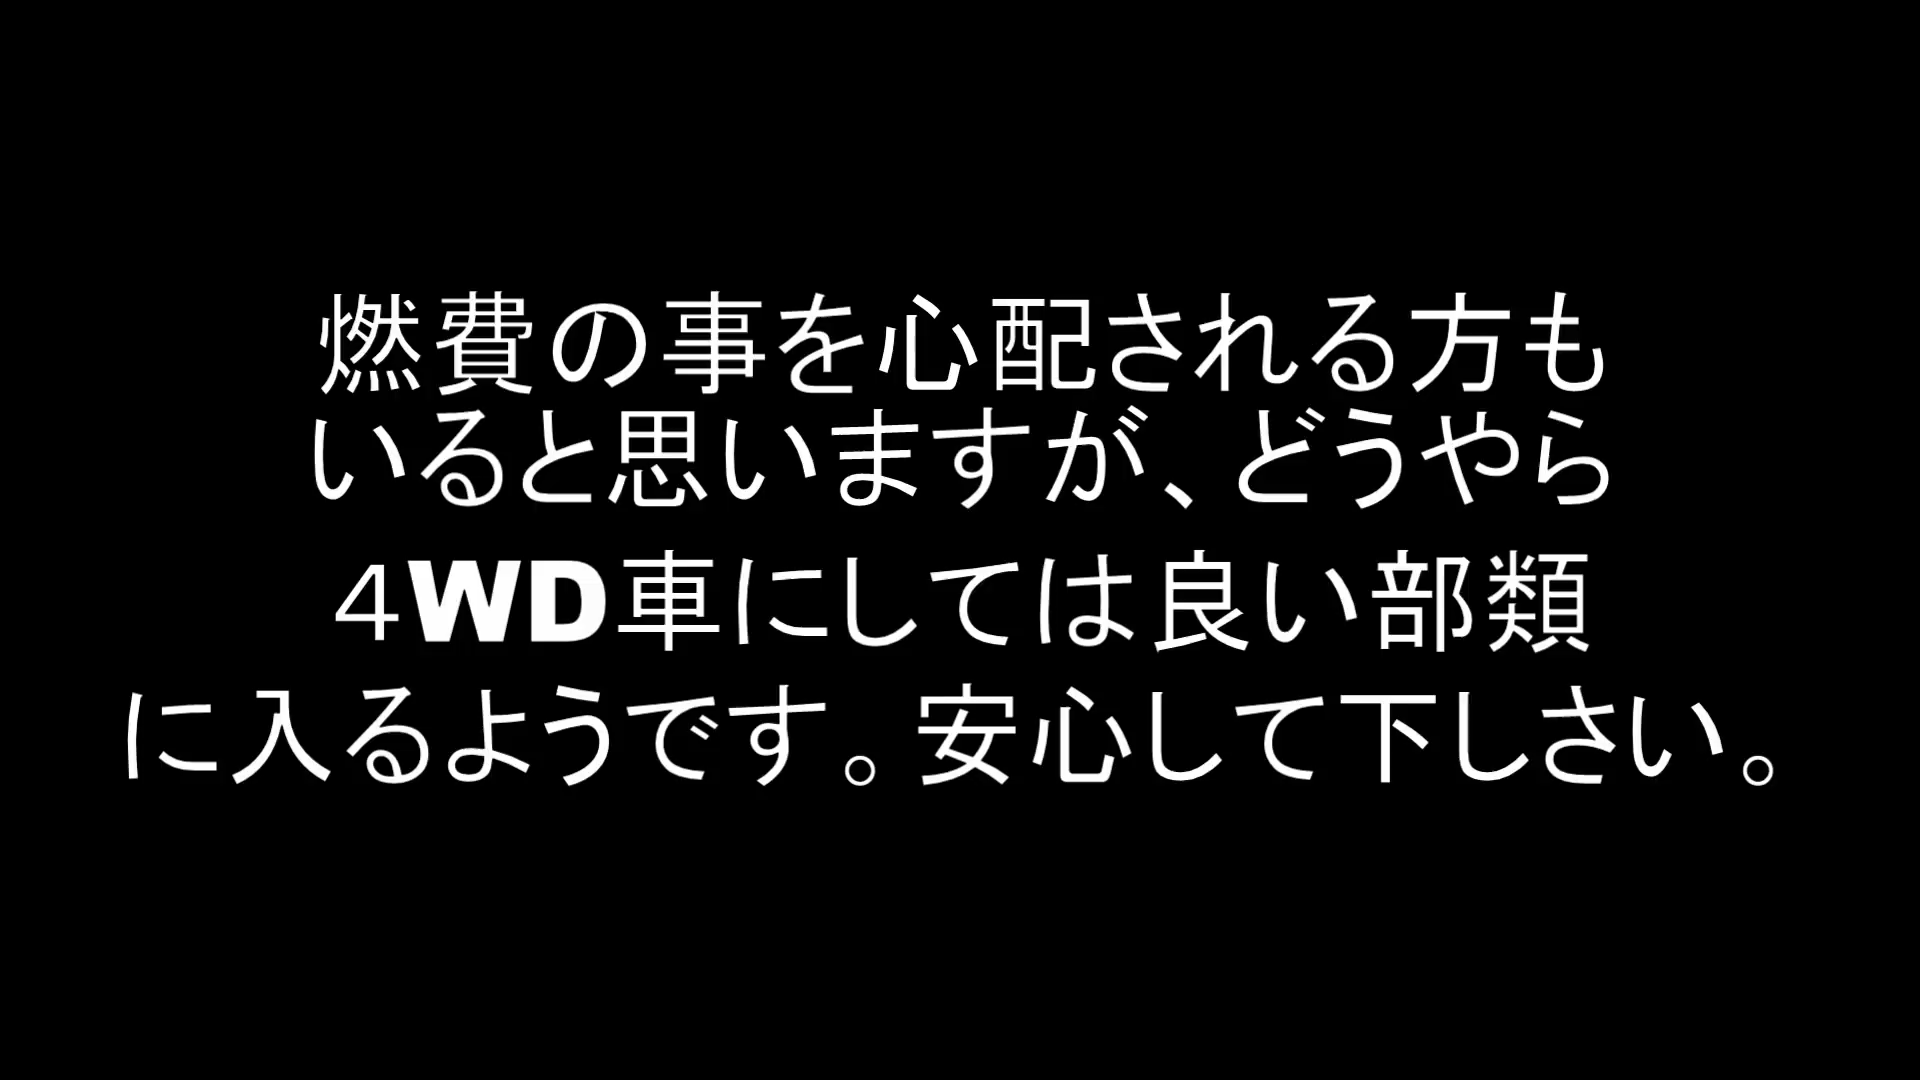 燃費の事を心配される方も
いると思いますが、どうやら
4WD車にしては良い部類
に入るようです。安心して下しさい。